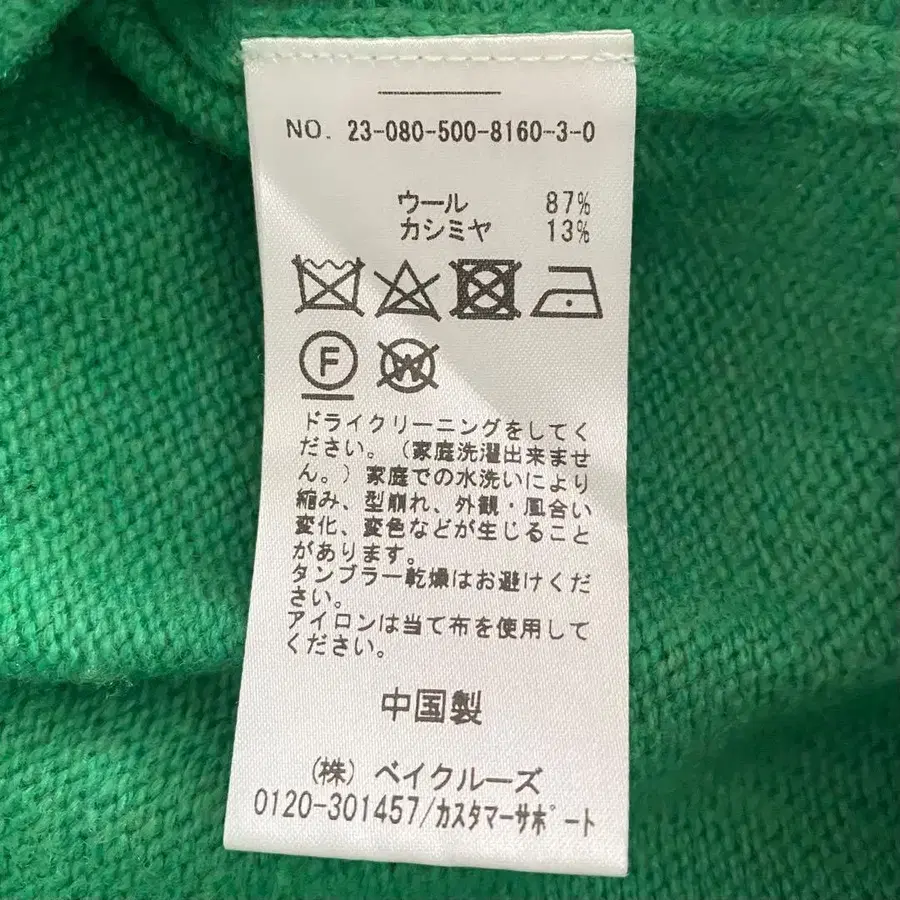 NO. 23-080-500-8160-3-0
ウール 87%
カシミヤ 13%
F W
ドライクリーニングをしてく
ださい。(家庭洗濯出来ませ
ん。)家庭での水洗いにより
縮み、型崩れ、外観・風合い
変化、変色などが生じること
があります。
タンブラー乾燥はお避けくだ
さい。
アイロンは当て布を使用して
ください。
中国製
(株) ベイクルーズ
0120-301457/カスタマーサポート